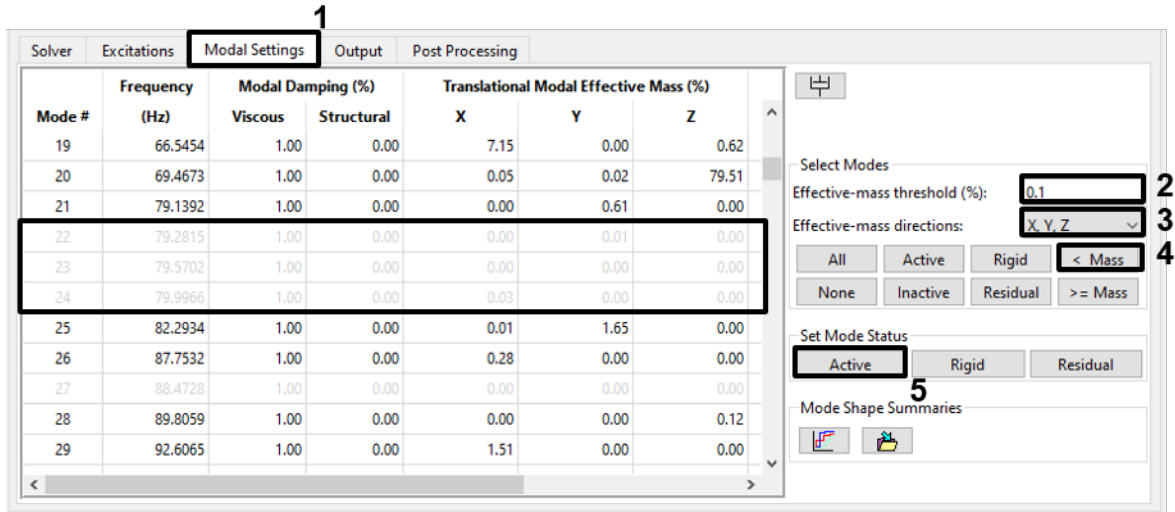 1
Solver Excitations Modal Settings Output Post Processing
Frequency Modal Damping (%) Translational Modal Effective Mass (%)
Mode # (Hz) Viscous Structural X Y Z
19 66.5454 1.00 0.00 7.15 0.00 0.62
20 69.4673 1.00 0.00 0.05 0.02 79.51
21 79.1392 1.00 0.00 0.00 0.61 0.00
22 79.2815 1.00 0.00 0.00 0.01 0.00
23 79.5702 1.00 0.00 0.00 0.00 0.00
24 79.9966 1.00 0.00 0.03 0.00 0.00
25 82.2934 1.00 0.00 0.01 1.65 0.00
26 87.7532 1.00 0.00 0.28 0.00 0.00
27 88.4728 1.00 0.00 0.00 0.00 0.00
28 89.8059 1.00 0.00 0.00 0.00 0.12
29 92.6065 1.00 0.00 1.51 0.00 0.00
Select Modes
Effective-mass threshold (%): 0.1 2
Effective-mass directions: X, Y, Z 3
All Active Rigid < Mass 4
None Inactive Residual >= Mass
Set Mode Status
Active Rigid Residual
5
Mode Shape Summaries